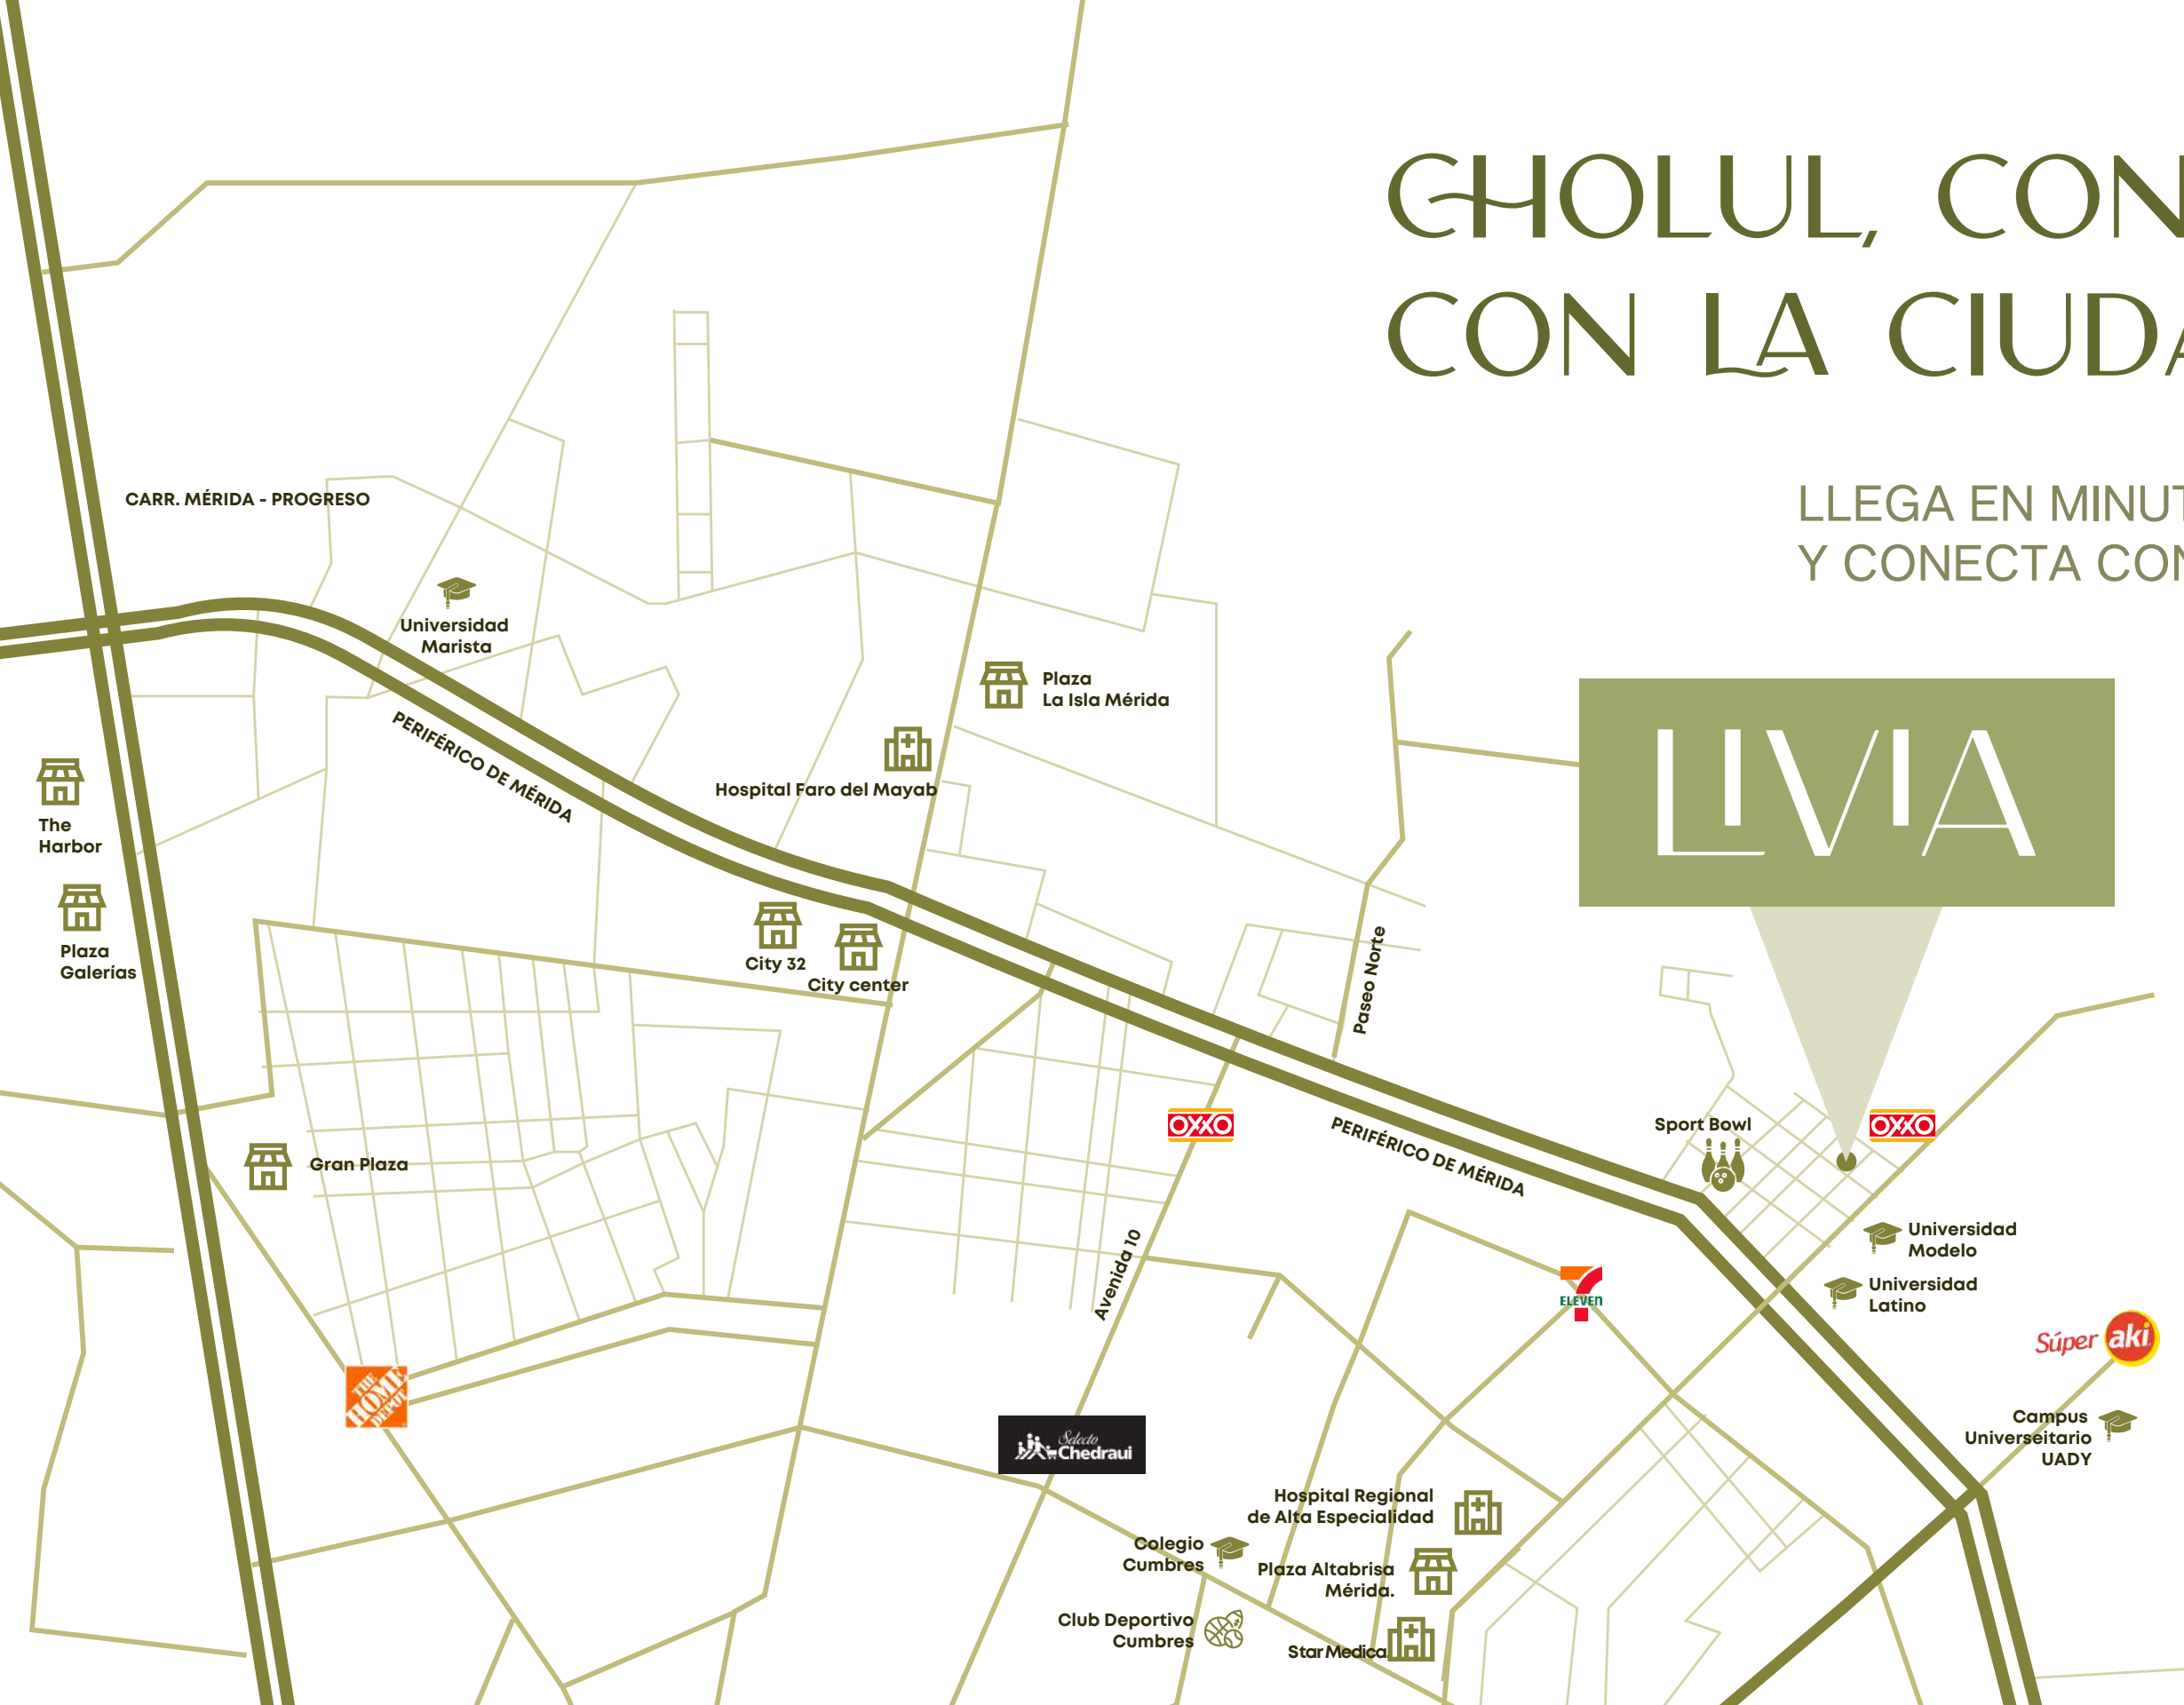 CHOLUL, CON
CON LA CIUDA
LLEGA EN MINUT
Y CONECTA CON
CARR. MÉRIDA - PROGRESO
Universidad
Marista
PERIFÉRICO DE MÉRIDA
Plaza
La Isla Mérida
Hospital Faro del Mayab
LIVIA
The
Harbor
Plaza
Galerías
City 32
City center
Paseo Norte
OXXO
Sport Bowl
OXXO
PERIFÉRICO DE MÉRIDA
Gran Plaza
Avenida 10
Universidad
Modelo
Universidad
Latino
7
ELEVEN
Súper aki
THE
HOME
DEPOT
Selecto
Chedraui
Campus
Universeitario
UADY
Hospital Regional
de Alta Especialidad
Colegio
Cumbres
Plaza Altabrisa
Mérida.
Club Deportivo
Cumbres
Star Medica